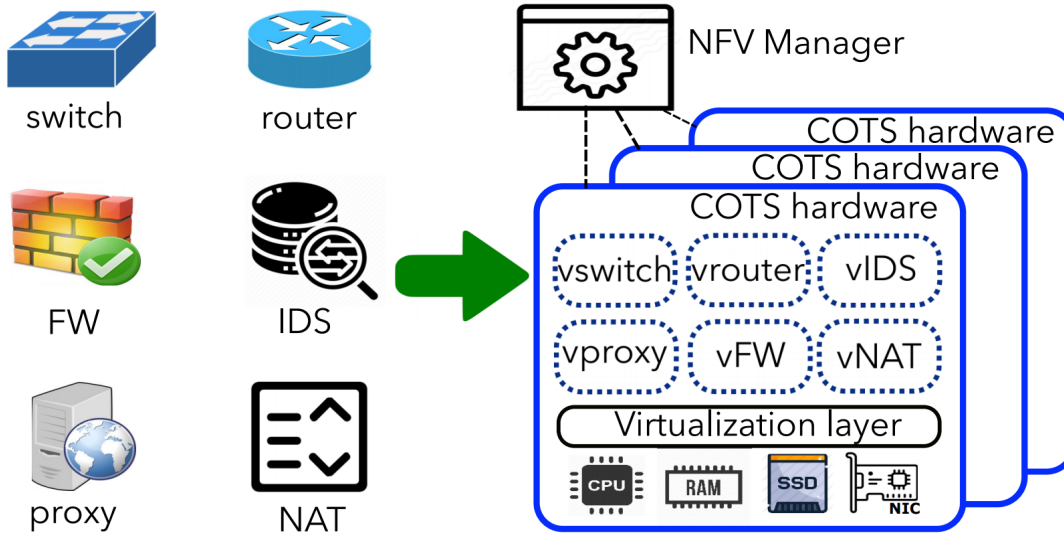 switch
router
FW
IDS
proxy
NAT
NFV Manager
COTS hardware
COTS hardware
COTS hardware
vswitch
vrouter
vIDS
vproxy
vFW
vNAT
Virtualization layer
CPU
RAM
SSD
NIC